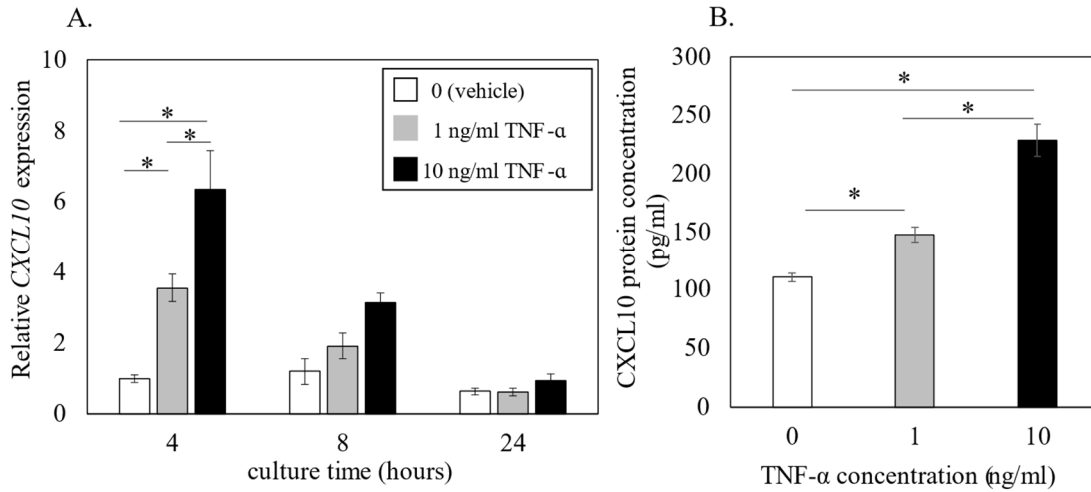 A.
Relative CXCL10 expression
10
8
6
4
2
0
0 (vehicle)
1 ng/ml TNF-α
10 ng/ml TNF-α
*
*
*
4
8
24
culture time (hours)
B.
CXCL10 protein concentration
(pg/ml)
300
250
200
150
100
50
0
*
*
*
0
1
10
TNF-α concentration (ng/ml)